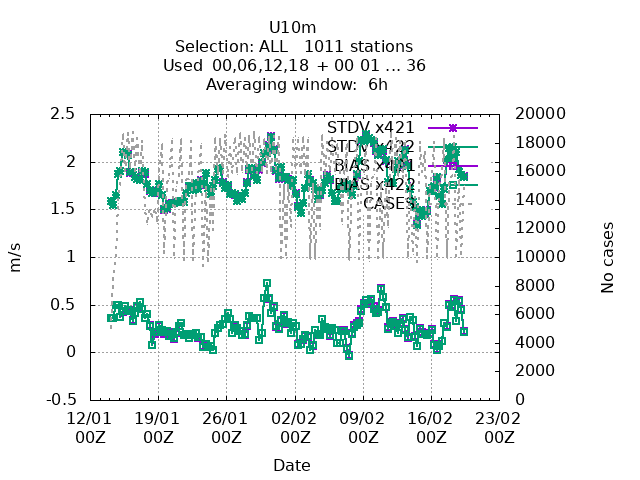 U10m
Selection: ALL   1011 stations
Used  00,06,12,18  + 00 01 ... 36
Averaging window:  6h
2.5
2
1.5
1
0.5
0
-0.5
m/s
20000
18000
16000
14000
12000
10000
8000
6000
4000
2000
0
No cases
STDV x421
STDV x422
BIAS x421
BIAS x422
CASES
12/01 00Z
19/01 00Z
26/01 00Z
02/02 00Z
09/02 00Z
16/02 00Z
23/02 00Z
Date